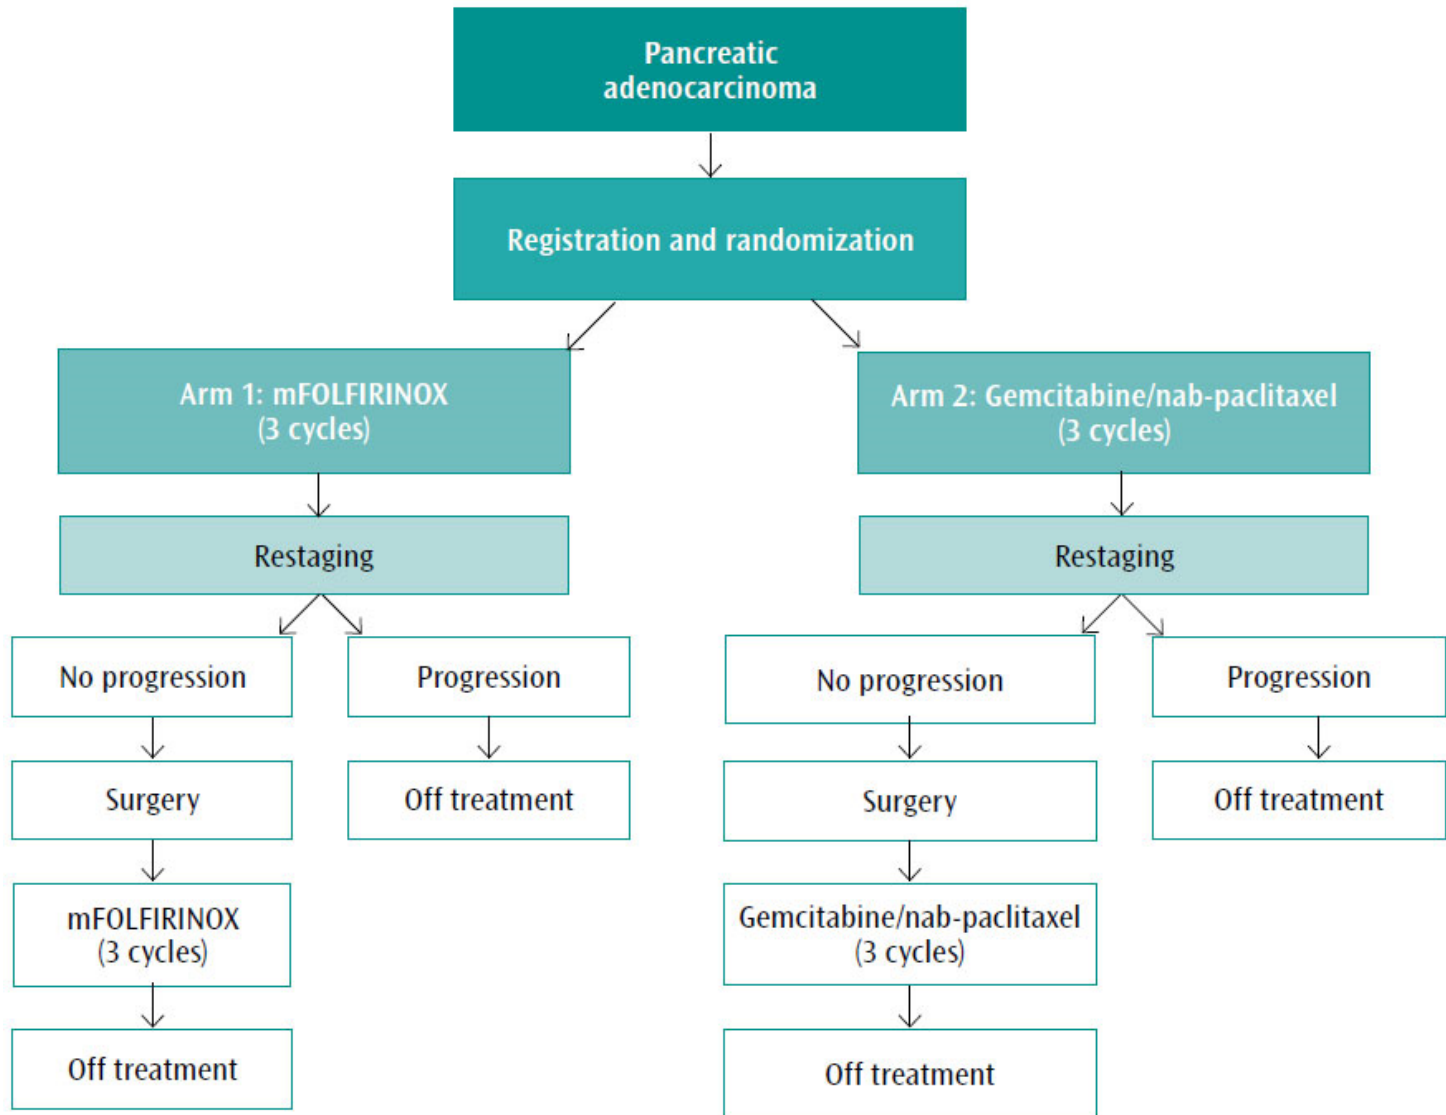 Pancreatic
adenocarcinoma
Registration and randomization
Arm 1: mFOLFIRINOX
(3 cycles)
Arm 2: Gemcitabine/nab-paclitaxel
(3 cycles)
Restaging
Restaging
No progression
Progression
No progression
Progression
Surgery
Off treatment
Surgery
Off treatment
mFOLFIRINOX
(3 cycles)
Gemcitabine/nab-paclitaxel
(3 cycles)
Off treatment
Off treatment